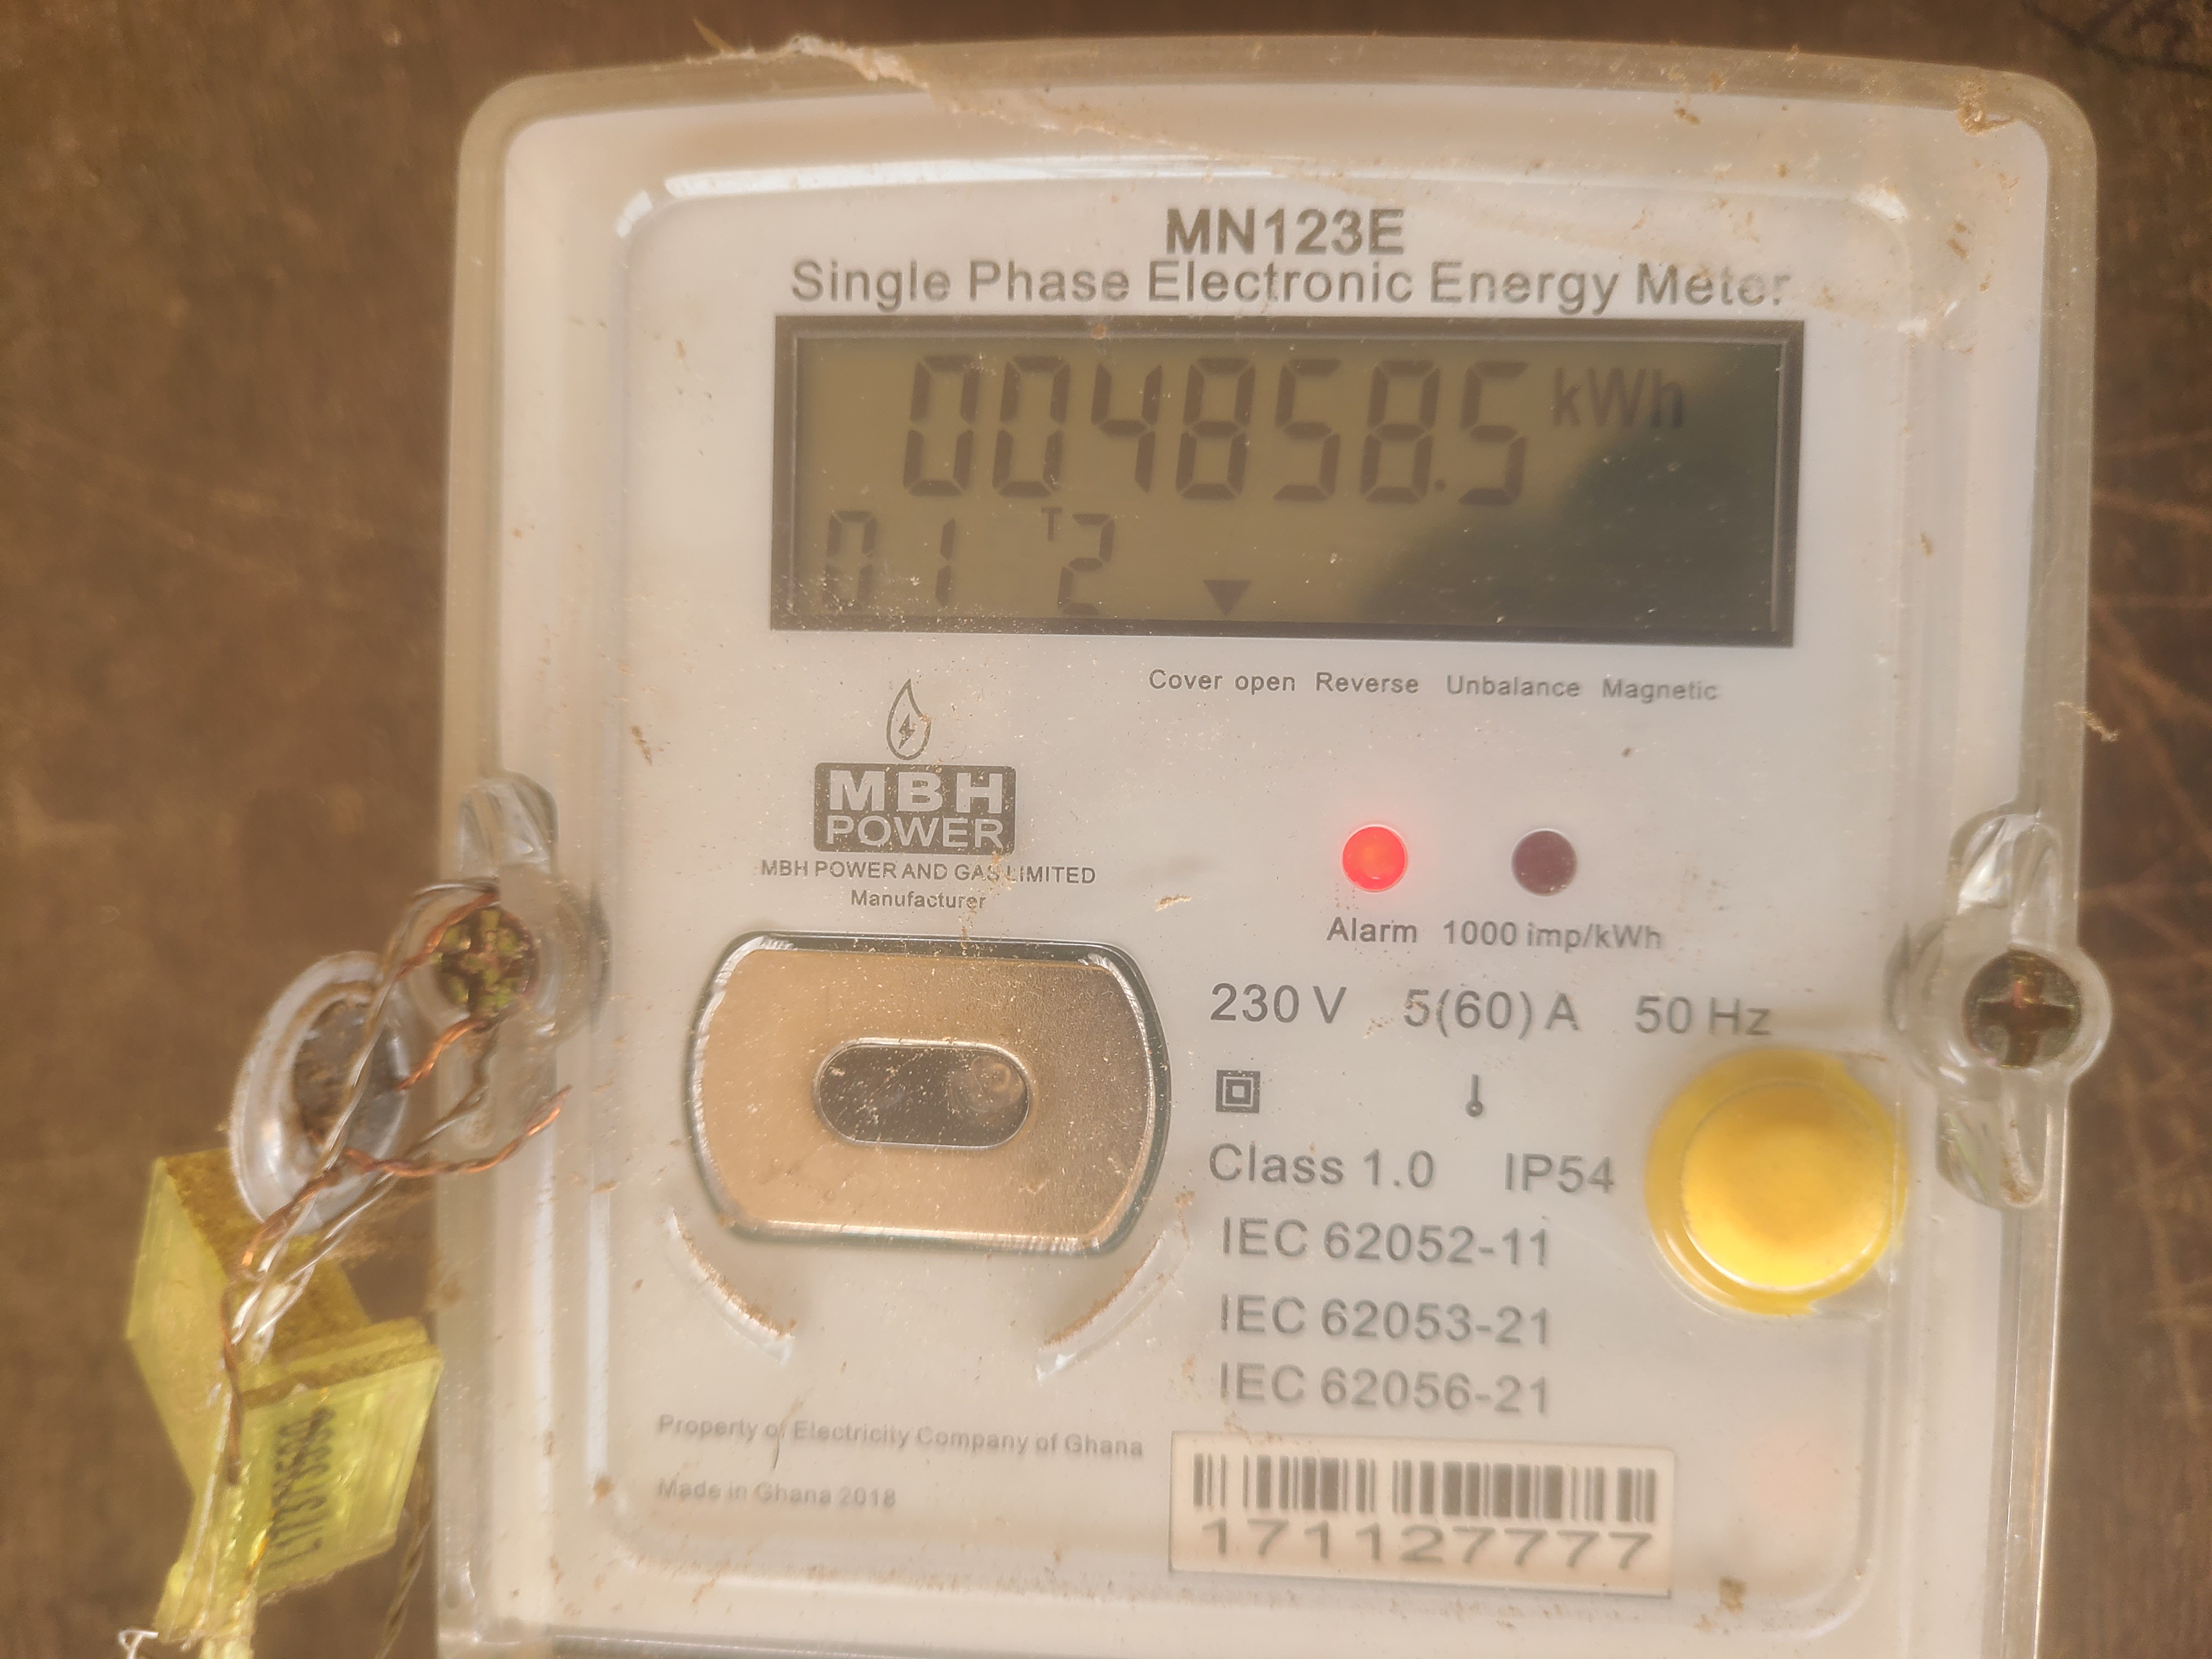 MN123E
Single Phase Electronic Energy Meter
004858.5 kWh
T2
Cover open Reverse Unbalance Magnetic
MBH
POWER
MBH POWER AND GAS LIMITED
Manufacturer
Alarm 1000 imp/kWh
230 V 5(60) A 50 Hz
Class 1.0 IP54
IEC 62052-11
IEC 62053-21
IEC 62056-21
Property of Electricity Company of Ghana
Made in Ghana 2018
171127777